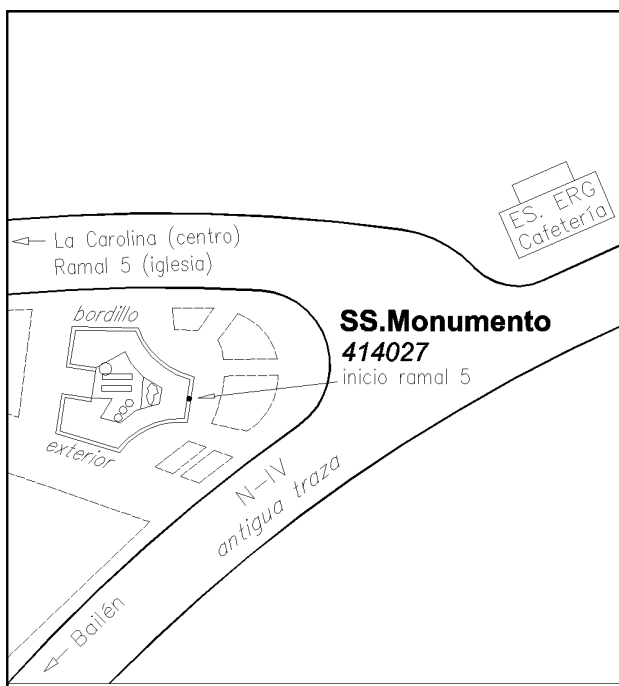 ES. ERG
Cafetería
La Carolina (centro)
Ramal 5 (iglesia)
bordillo
SS.Monumento
414027
inicio ramal 5
exterior
N-IV
antigua traza
Bailén